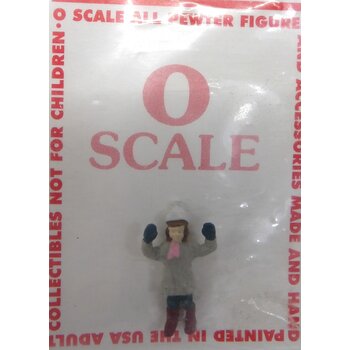 O SCALE ALL PEWTER FIGURE
AND ACCESSORIES MADE AND HAND
PAINTED IN THE USA ADULT
COLLECTIBLES NOT FOR CHILDREN •
O
SCALE